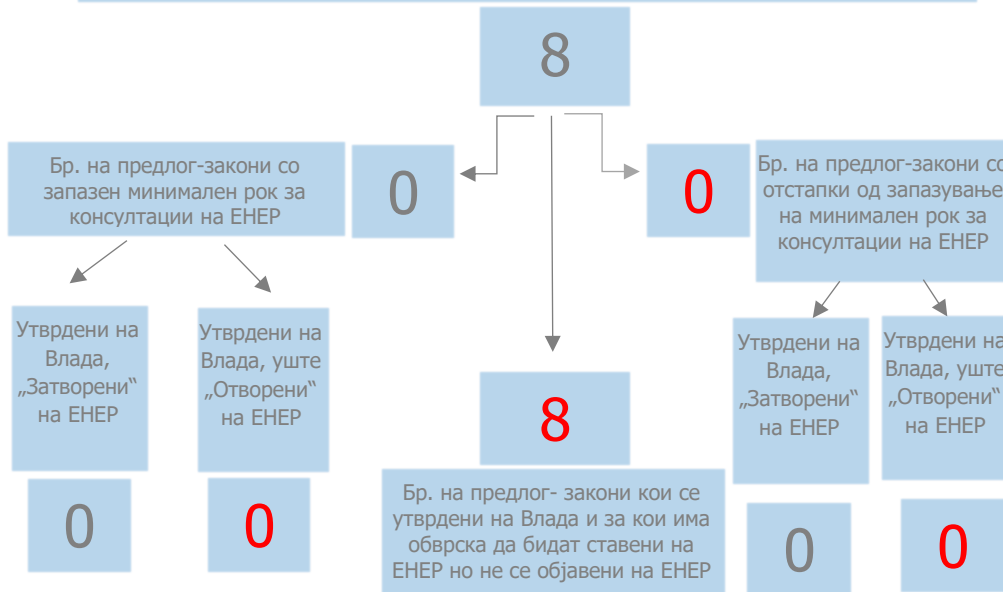 8
Бр. на предлог-закони со
запазен минимален рок за
консултации на ЕНЕР
0
0
Бр. на предлог-закони со
отстапки од запазување
на минимален рок за
консултации на ЕНЕР
Утврдени на
Влада,
„Затворени“
на ЕНЕР
Утврдени на
Влада, уште
„Отворени“
на ЕНЕР
8
Утврдени на
Влада,
„Затворени“
на ЕНЕР
Утврдени на
Влада, уште
„Отворени“
на ЕНЕР
0
0
Бр. на предлог- закони кои се
утврдени на Влада и за кои има
обврска да бидат ставени на
ЕНЕР но не се објавени на ЕНЕР
0
0